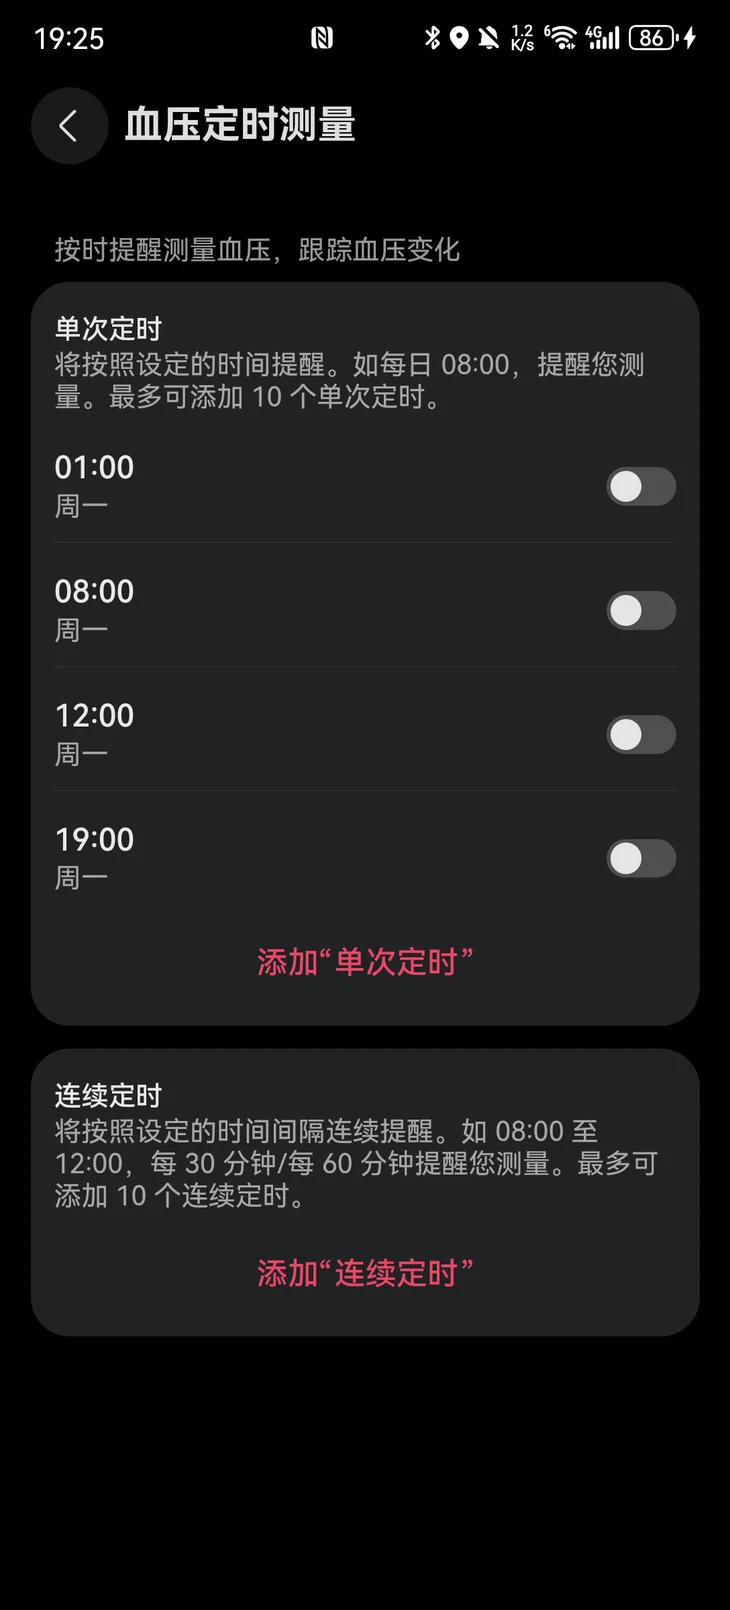 19:25
1.2
K/s
6
4G
86
血压定时测量
按时提醒测量血压，跟踪血压变化
单次定时
将按照设定的时间提醒。如每日 08:00，提醒您测
量。最多可添加 10 个单次定时。
01:00
周一
08:00
周一
12:00
周一
19:00
周一
添加“单次定时”
连续定时
将按照设定的时间间隔连续提醒。如 08:00 至
12:00，每 30 分钟/每 60 分钟提醒您测量。最多可
添加 10 个连续定时。
添加“连续定时”